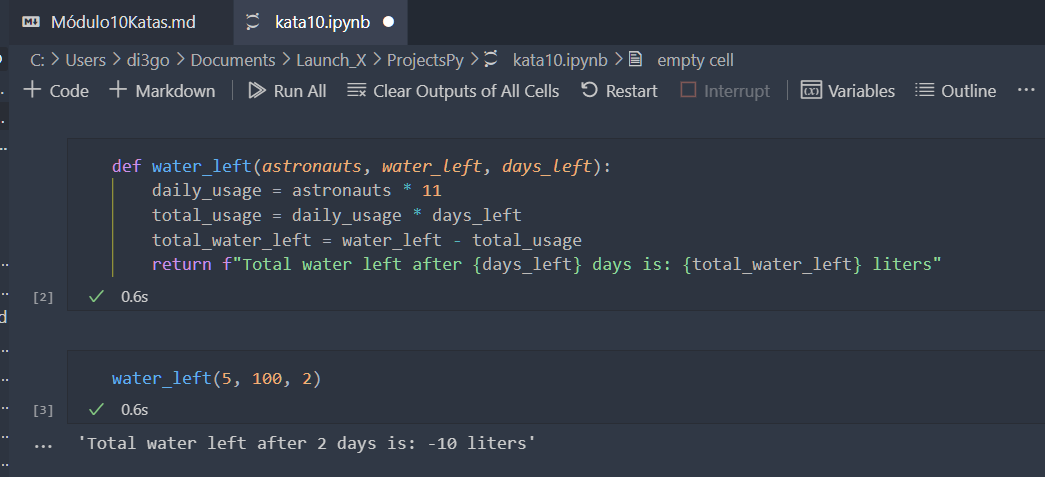 Módulo10Katas.md kata10.ipynb
C: > Users > di3go > Documents > Launch_X > ProjectsPy > kata10.ipynb > empty cell
+ Code + Markdown Run All Clear Outputs of All Cells Restart Interrupt Variables Outline ...
def water_left(astronauts, water_left, days_left):
    daily_usage = astronauts * 11
    total_usage = daily_usage * days_left
    total_water_left = water_left - total_usage
    return f"Total water left after {days_left} days is: {total_water_left} liters"
[2] 0.6s
water_left(5, 100, 2)
[3] 0.6s
... 'Total water left after 2 days is: -10 liters'